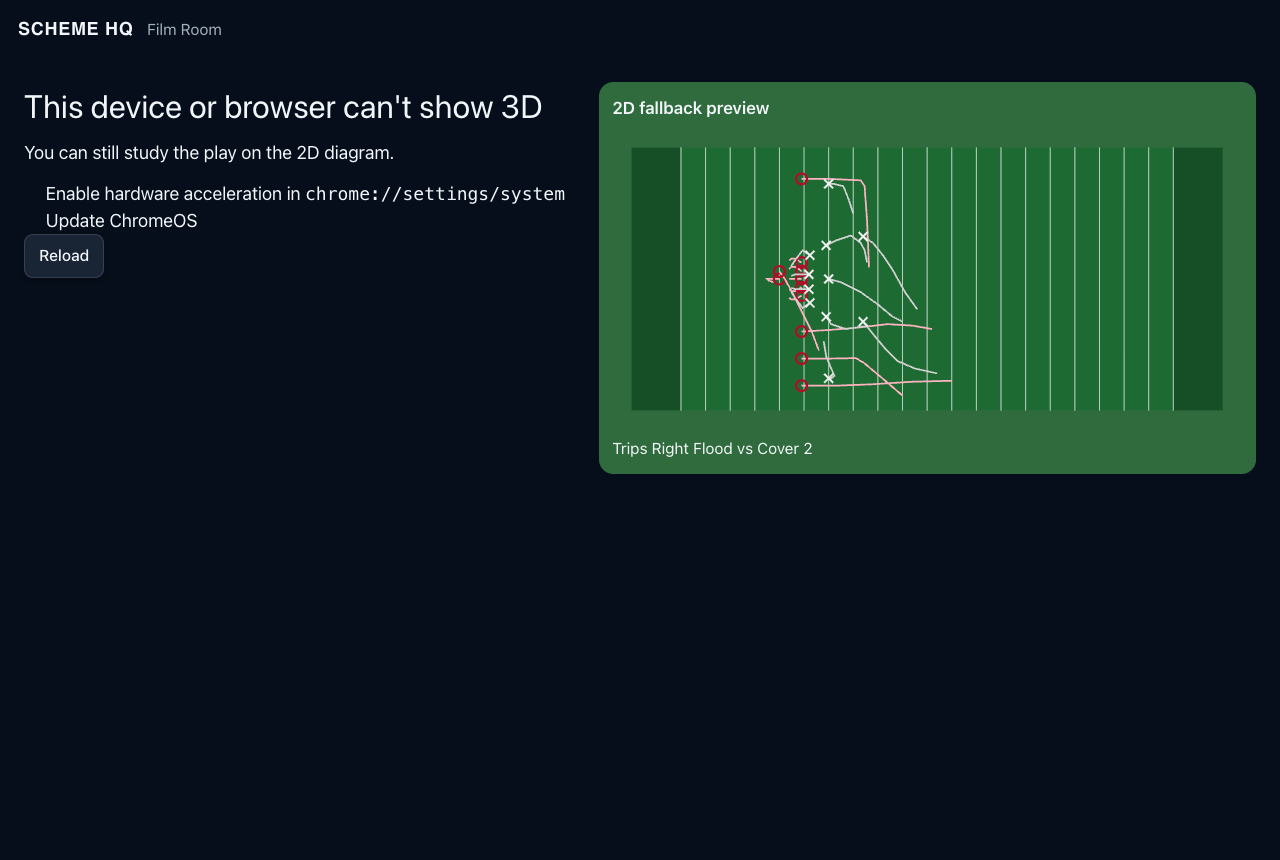 SCHEME HQ Film Room
This device or browser can't show 3D
You can still study the play on the 2D diagram.
Enable hardware acceleration in chrome://settings/system
Update ChromeOS
Reload
2D fallback preview
Trips Right Flood vs Cover 2